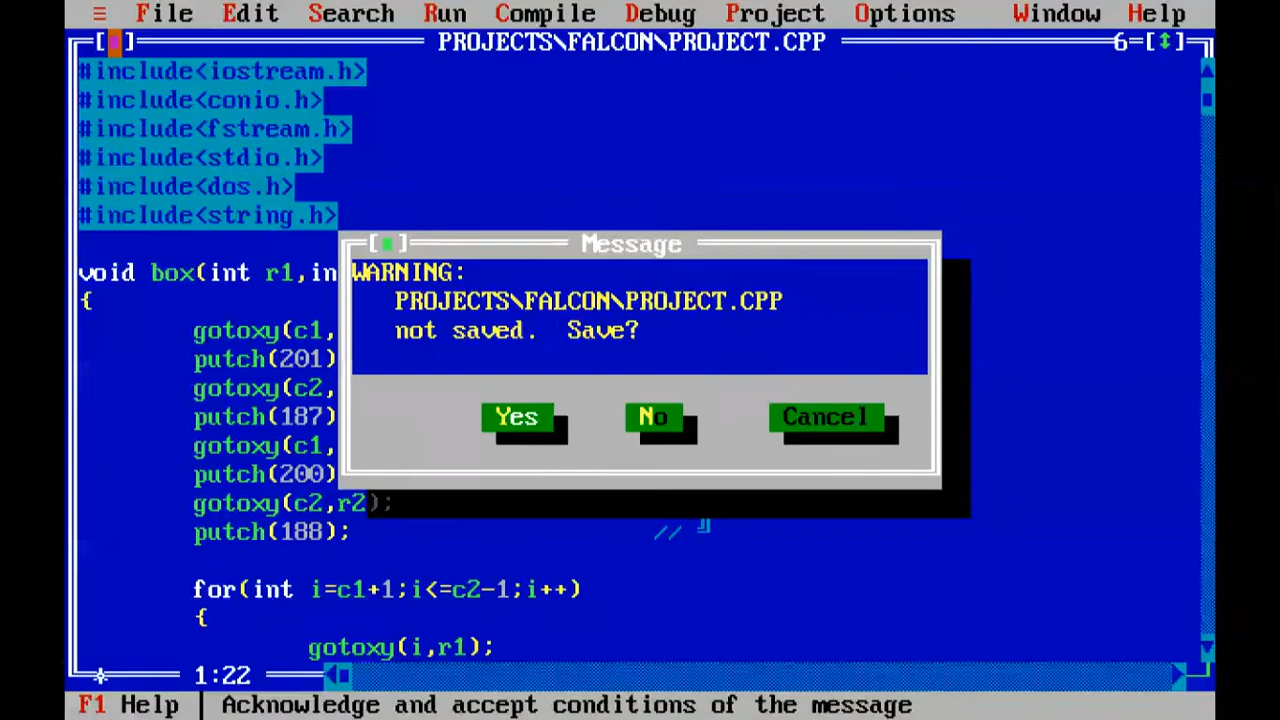 ≡ File Edit Search Run Compile Debug Project Options Window Help
[■] PROJECTS\FALCON\PROJECT.CPP 6=[↕]
#include<iostream.h>
#include<conio.h>
#include<fstream.h>
#include<stdio.h>
#include<dos.h>
#include<string.h>
void box(int r1,in
{
gotoxy(c1,
putch(201)
gotoxy(c2,
putch(187)
gotoxy(c1,
putch(200)
gotoxy(c2,r2);
putch(188); // ╝
for(int i=c1+1;i<=c2-1;i++)
{
gotoxy(i,r1);
[■] Message
WARNING:
PROJECTS\FALCON\PROJECT.CPP
not saved. Save?
Yes No Cancel
1:22
F1 Help │ Acknowledge and accept conditions of the message